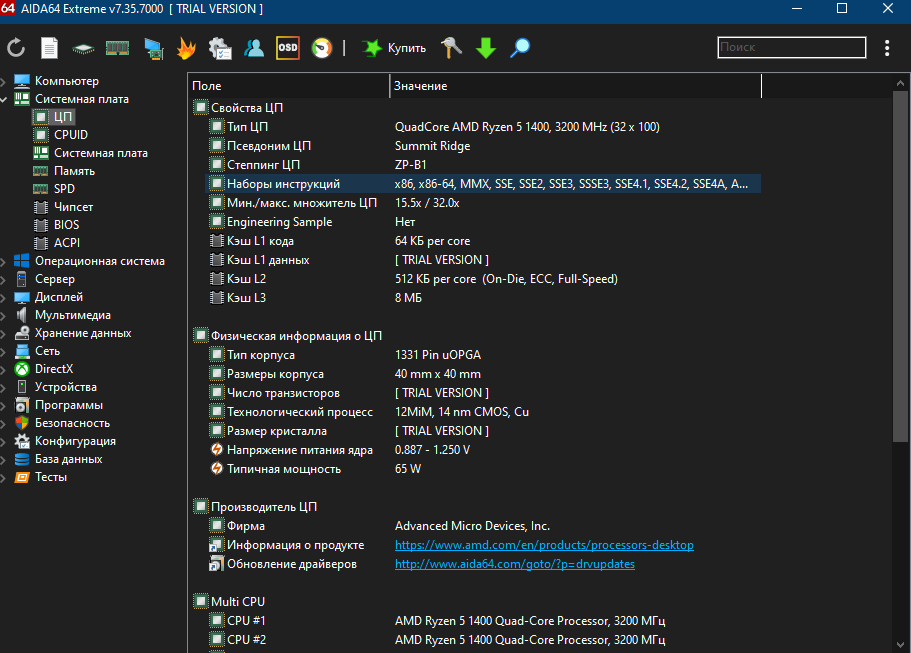 64 AIDA64 Extreme v7.35.7000 [ TRIAL VERSION ]
OSD Купить Поиск
Компьютер
Системная плата
ЦП
CPUID
Системная плата
Память
SPD
Чипсет
BIOS
ACPI
Операционная система
Сервер
Дисплей
Мультимедиа
Хранение данных
Сеть
DirectX
Устройства
Программы
Безопасность
Конфигурация
База данных
Тесты
Поле Значение
Свойства ЦП
Тип ЦП QuadCore AMD Ryzen 5 1400, 3200 MHz (32 x 100)
Псевдоним ЦП Summit Ridge
Степпинг ЦП ZP-B1
Наборы инструкций x86, x86-64, MMX, SSE, SSE2, SSE3, SSSE3, SSE4.1, SSE4.2, SSE4A, A...
Мин./макс. множитель ЦП 15.5x / 32.0x
Engineering Sample Нет
Кэш L1 кода 64 КБ per core
Кэш L1 данных [ TRIAL VERSION ]
Кэш L2 512 КБ per core (On-Die, ECC, Full-Speed)
Кэш L3 8 МБ
Физическая информация о ЦП
Тип корпуса 1331 Pin uOPGA
Размеры корпуса 40 mm x 40 mm
Число транзисторов [ TRIAL VERSION ]
Технологический процесс 12MiM, 14 nm CMOS, Cu
Размер кристалла [ TRIAL VERSION ]
Напряжение питания ядра 0.887 - 1.250 V
Типичная мощность 65 W
Производитель ЦП
Фирма Advanced Micro Devices, Inc.
Информация о продукте https://www.amd.com/en/products/processors-desktop
Обновление драйверов http://www.aida64.com/goto/?p=drvupdates
Multi CPU
CPU #1 AMD Ryzen 5 1400 Quad-Core Processor, 3200 МГц
CPU #2 AMD Ryzen 5 1400 Quad-Core Processor, 3200 МГц